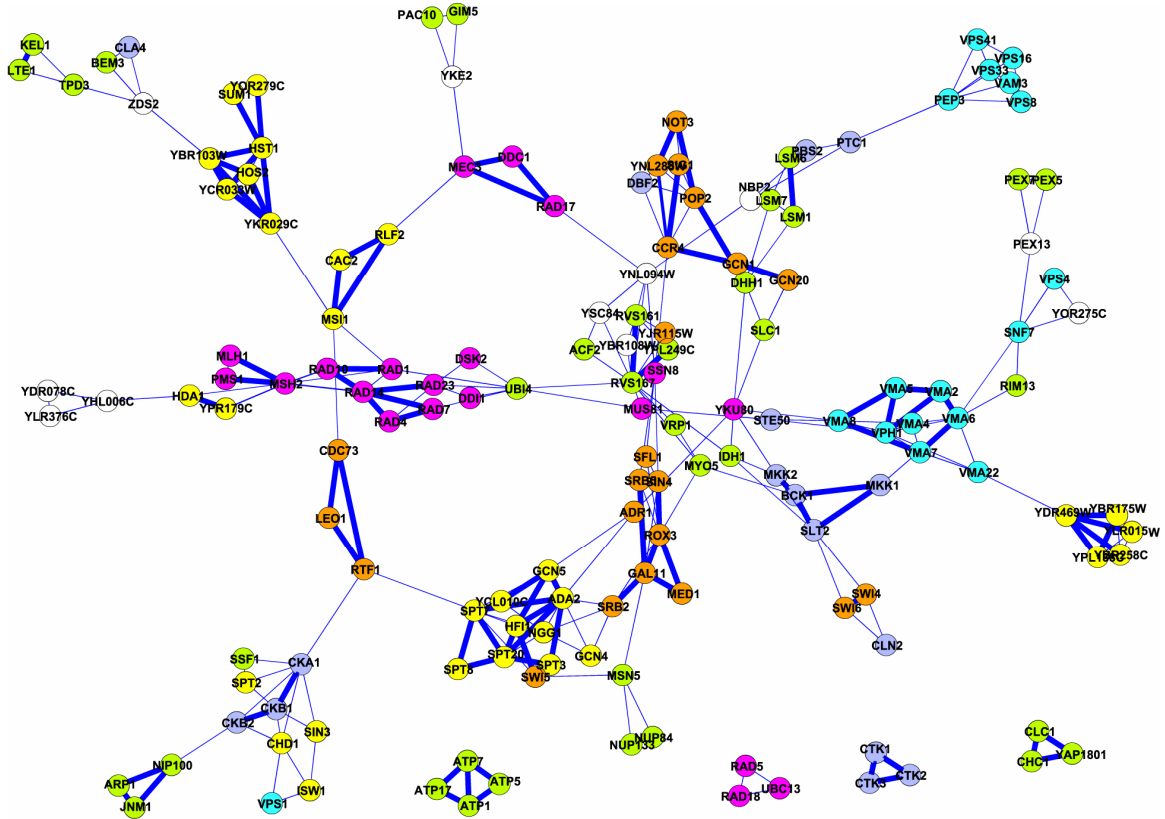 PAC10
GIM5
KEL1
CLA4
VPS41
BEM3
VPS16
LTE1
VPS33
TPD3
YKE2
VAM3
YOR279C
SUM1
PEP3
VPS8
ZDS2
NOT3
PTC1
HST1
PBS2
DDC1
LSM6
YBR103W
MEC3
HOS2
DBF2
PEX5
NBP2
POP2
LSM7
RAD17
LSM1
YKR029C
RLF2
CCR4
PEX13
CAC2
GCN1
YNL094W
GCN20
DHH1
VPS4
YSC84
RVS161
YOR275C
MSI1
YJR115W
SLC1
SNF7
YBR108W
ACF2
YPL249C
MLH1
DSK2
RAD10
RAD1
SSN8
PMS1
MSH2
RAD23
RVS167
RIM13
YDR078C
RAD14
UBI4
VMA5
VMA2
YHL006C
HDA1
DDI1
YPR179C
RAD7
MUS81
YKU80
YLR376C
RAD4
STE50
VMA8
VMA4
VMA6
VRP1
VPH1
CDC73
SFL1
IDH1
VMA7
MYO5
MKK2
VMA22
SIN4
BCK1
MKK1
ADR1
LEO1
YDR469W
YBR175W
SLT2
ROX3
YBR258C
RTF1
GCN5
GAL11
YCL010C
ADA2
MED1
SWI4
SRB2
SWI6
HFI1
NGG1
CLN2
SSF1
CKA1
SPT20
GCN4
SPT8
SPT3
SWI5
MSN5
SPT2
CKB1
CKB2
SIN3
CHD1
NUP84
NUP133
CLC1
NIP100
ATP7
RAD5
CTK1
YAP1801
CHC1
ARP1
ATP5
CTK2
ATP17
UBC13
CTK3
ISW1
RAD18
JNM1
VPS1
ATP1